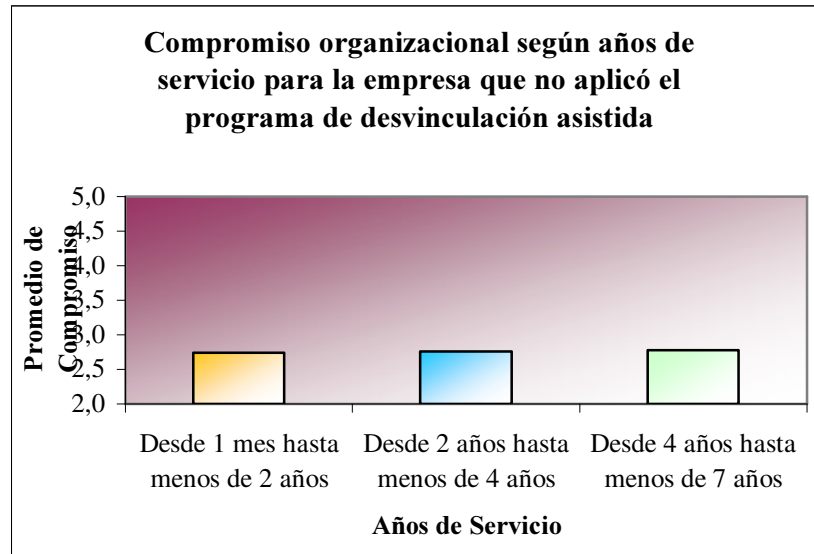 Compromiso organizacional según años de
servicio para la empresa que no aplicó el
programa de desvinculación asistida
Promedio de
Compromiso
5,0
4,5
4,0
3,5
3,0
2,5
2,0
Desde 1 mes hasta
menos de 2 años
Desde 2 años hasta
menos de 4 años
Desde 4 años hasta
menos de 7 años
Años de Servicio